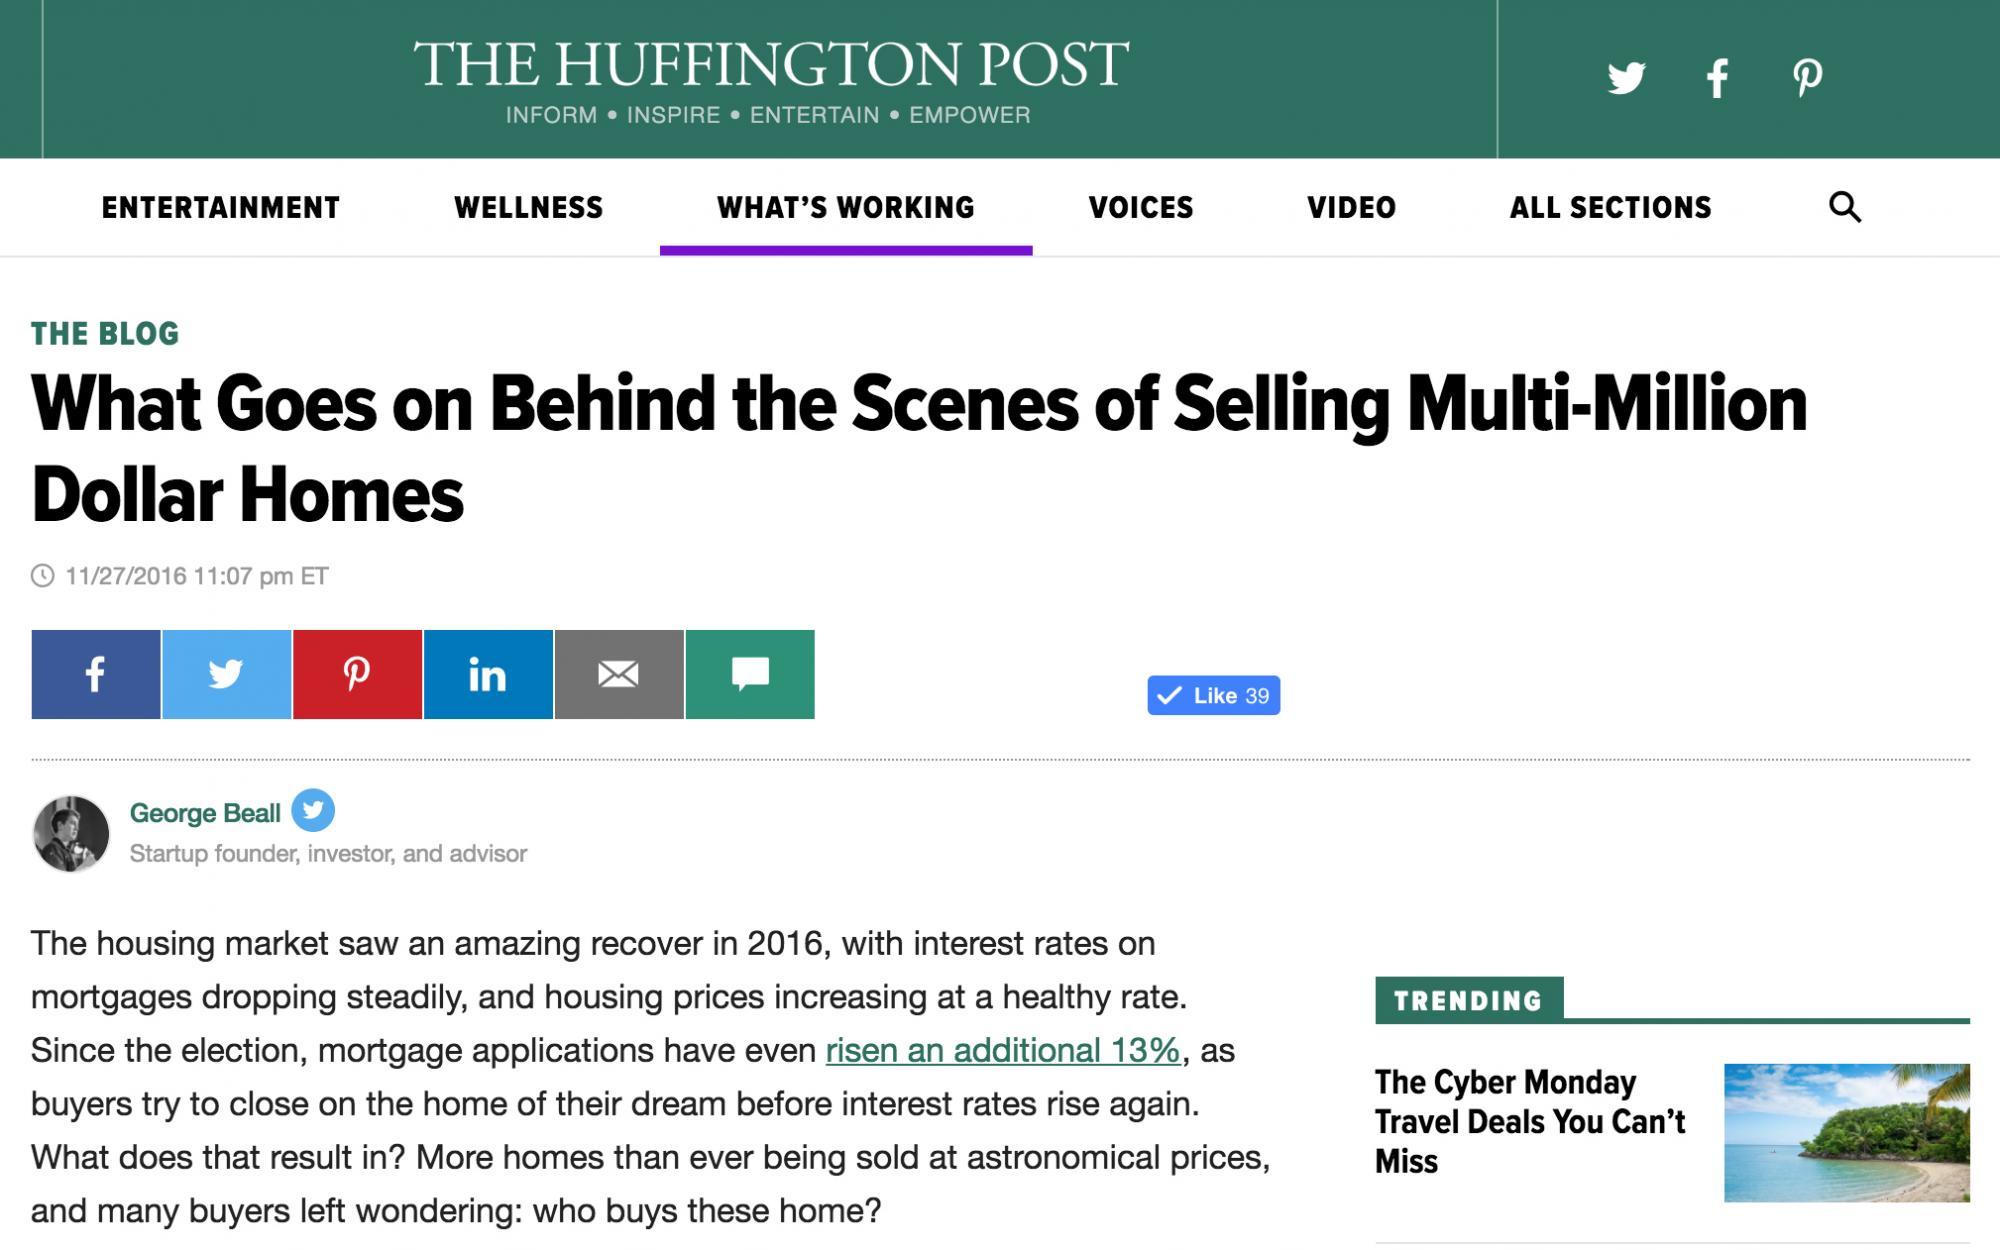 THE HUFFINGTON POST
INFORM • INSPIRE • ENTERTAIN • EMPOWER
ENTERTAINMENT WELLNESS WHAT'S WORKING VOICES VIDEO ALL SECTIONS
THE BLOG
What Goes on Behind the Scenes of Selling Multi-Million
Dollar Homes
11/27/2016 11:07 pm ET
Like 39
George Beall
Startup founder, investor, and advisor
The housing market saw an amazing recover in 2016, with interest rates on
mortgages dropping steadily, and housing prices increasing at a healthy rate.
Since the election, mortgage applications have even risen an additional 13%, as
buyers try to close on the home of their dream before interest rates rise again.
What does that result in? More homes than ever being sold at astronomical prices,
and many buyers left wondering: who buys these home?
TRENDING
The Cyber Monday
Travel Deals You Can't
Miss